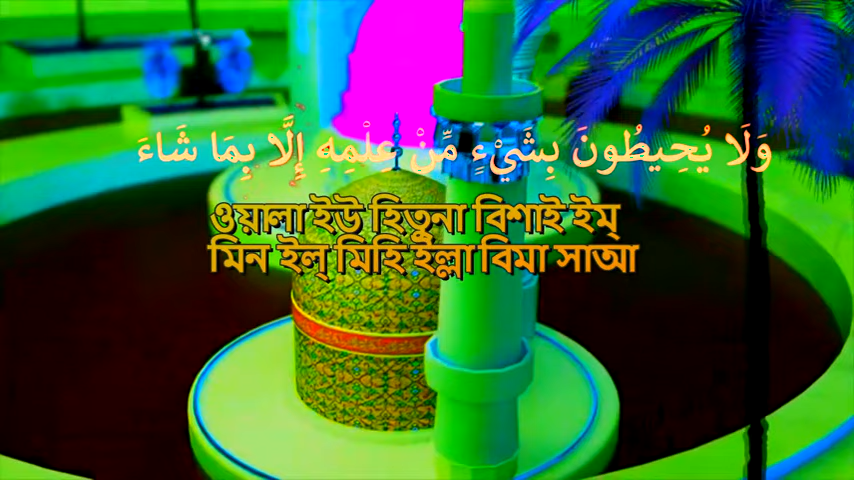 وَلَا يُحِيطُونَ بِشَيْءٍ مِّنْ عِلْمِهِ إِلَّا بِمَا شَاءَ
ওয়ালা ইউ হিতুনা বিশাই ইম্
মিন ইল্ মিহি ইল্লা বিমা সাআ